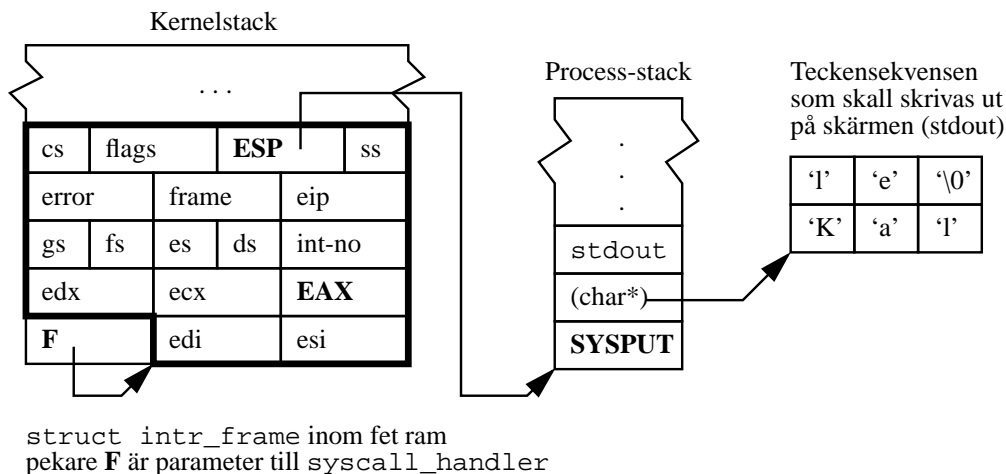 Kernelstack
. . .
cs flags ESP ss
error frame eip
gs fs es ds int-no
edx ecx EAX
F edi esi
struct intr_frame inom fet ram
pekare F är parameter till syscall_handler
Process-stack
.
.
.
stdout
(char*)
SYSPUT
Teckensekvensen
som skall skrivas ut
på skärmen (stdout)
‘l’ ‘e’ ‘\0’
‘K’ ‘a’ ‘l’